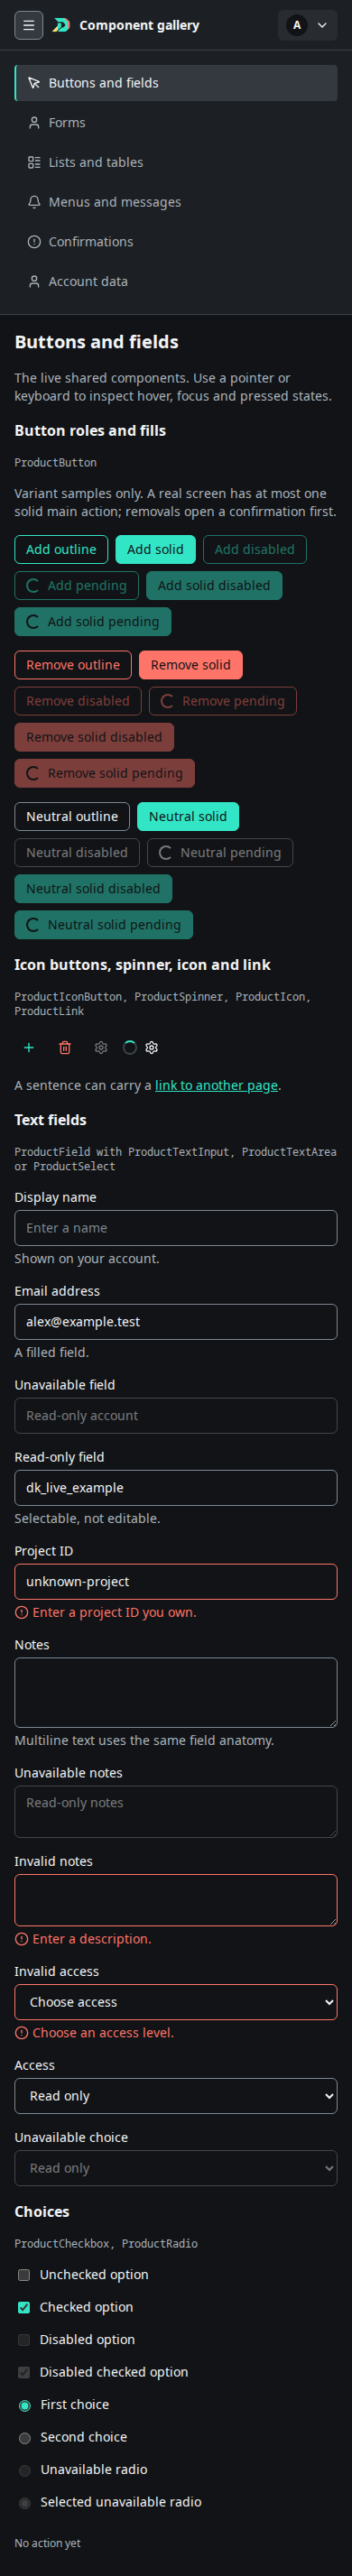 Component gallery
A
Buttons and fields
Forms
Lists and tables
Menus and messages
Confirmations
Account data
Buttons and fields
The live shared components. Use a pointer or
keyboard to inspect hover, focus and pressed states.
Button roles and fills
ProductButton
Variant samples only. A real screen has at most one
solid main action; removals open a confirmation first.
Add outline Add solid Add disabled
Add pending Add solid disabled
Add solid pending
Remove outline Remove solid
Remove disabled Remove pending
Remove solid disabled
Remove solid pending
Neutral outline Neutral solid
Neutral disabled Neutral pending
Neutral solid disabled
Neutral solid pending
Icon buttons, spinner, icon and link
ProductIconButton, ProductSpinner, ProductIcon,
ProductLink
A sentence can carry a link to another page.
Text fields
ProductField with ProductTextInput, ProductTextArea
or ProductSelect
Display name
Enter a name
Shown on your account.
Email address
alex@example.test
A filled field.
Unavailable field
Read-only account
Read-only field
dk_live_example
Selectable, not editable.
Project ID
unknown-project
Enter a project ID you own.
Notes
Multiline text uses the same field anatomy.
Unavailable notes
Read-only notes
Invalid notes
Enter a description.
Invalid access
Choose access
Choose an access level.
Access
Read only
Unavailable choice
Read only
Choices
ProductCheckbox, ProductRadio
Unchecked option
Checked option
Disabled option
Disabled checked option
First choice
Second choice
Unavailable radio
Selected unavailable radio
No action yet